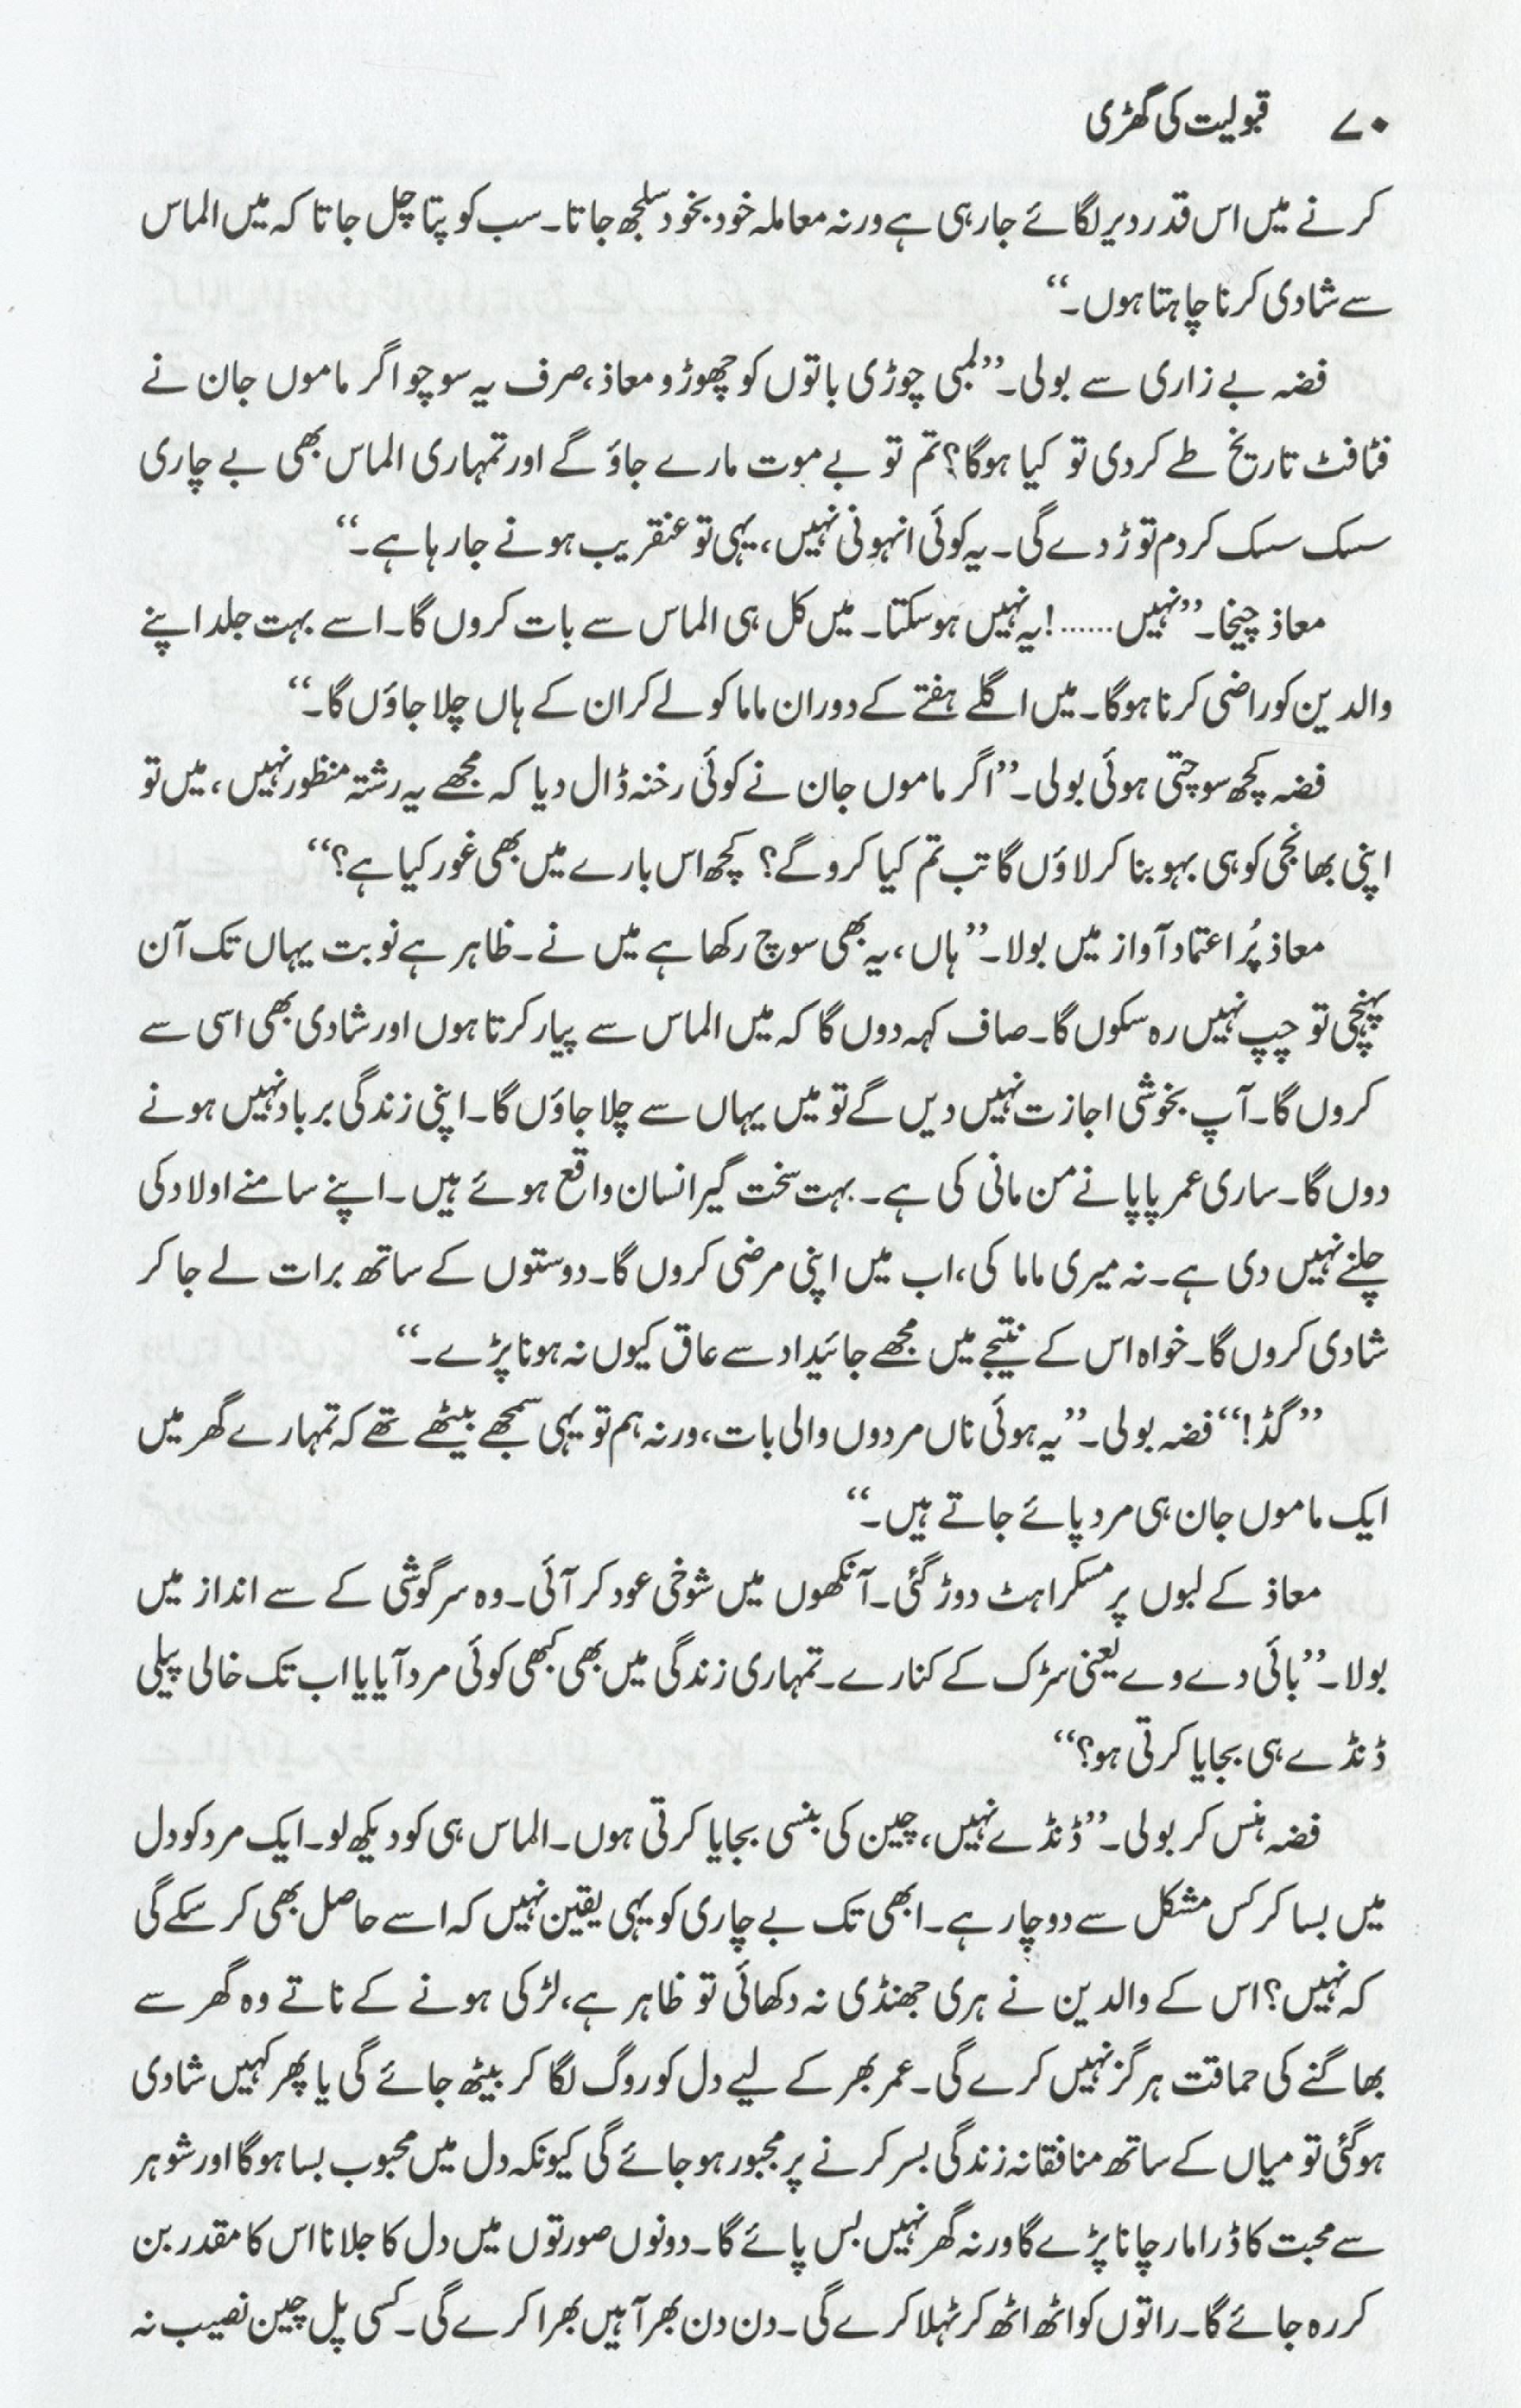 ۷۰ قبولیت کی گھڑی
کرنے میں اس قدر دیر لگائے جارہی ہے ورنہ معاملہ خود بخود سلجھ جاتا۔ سب کو پتا چل جاتا کہ میں الماس
سے شادی کرنا چاہتا ہوں۔‘‘
فضہ بے زاری سے بولی۔ ’’لمبی چوڑی باتوں کو چھوڑو معاذ، صرف یہ سوچو اگر ماموں جان نے
فٹافٹ تاریخ طے کردی تو کیا ہوگا؟ تم تو بے موت مارے جاؤ گے اور تمہاری الماس بھی بے چاری
سسک سسک کر دم توڑ دے گی۔ یہ کوئی انہونی نہیں، یہی تو عنقریب ہونے جارہا ہے۔‘‘
معاذ چیخا۔ ’’نہیں ......! یہ نہیں ہوسکتا۔ میں کل ہی الماس سے بات کروں گا۔ اسے بہت جلد اپنے
والدین کو راضی کرنا ہوگا۔ میں اگلے ہفتے کے دوران ماما کو لے کر ان کے ہاں چلا جاؤں گا۔‘‘
فضہ کچھ سوچتی ہوئی بولی۔ ’’اگر ماموں جان نے کوئی رخنہ ڈال دیا کہ مجھے یہ رشتہ منظور نہیں، میں تو
اپنی بھانجی کو ہی بہو بنا کر لاؤں گا تب تم کیا کرو گے؟ کچھ اس بارے میں بھی غور کیا ہے؟‘‘
معاذ پُراعتماد آواز میں بولا۔ ’’ہاں، یہ بھی سوچ رکھا ہے میں نے۔ ظاہر ہے نوبت یہاں تک آن
پہنچی تو چپ نہیں رہ سکوں گا۔ صاف کہہ دوں گا کہ میں الماس سے پیار کرتا ہوں اور شادی بھی اسی سے
کروں گا۔ آپ بخوشی اجازت نہیں دیں گے تو میں یہاں سے چلا جاؤں گا۔ اپنی زندگی برباد نہیں ہونے
دوں گا۔ ساری عمر پاپا نے من مانی کی ہے۔ بہت سخت گیر انسان واقع ہوئے ہیں۔ اپنے سامنے اولاد کی
چلنے نہیں دی ہے۔ نہ میری ماما کی، اب میں اپنی مرضی کروں گا۔ دوستوں کے ساتھ برات لے جا کر
شادی کروں گا۔ خواہ اس کے نتیجے میں مجھے جائیداد سے عاق کیوں نہ ہونا پڑے۔‘‘
’’گڈ!‘‘ فضہ بولی۔ ’’یہ ہوئی ناں مردوں والی بات، ورنہ ہم تو یہی سمجھے بیٹھے تھے کہ تمہارے گھر میں
ایک ماموں جان ہی مرد پائے جاتے ہیں۔‘‘
معاذ کے لبوں پر مسکراہٹ دوڑ گئی۔ آنکھوں میں شوخی عود کر آئی۔ وہ سرگوشی کے سے انداز میں
بولا۔ ’’بائی دے وے یعنی سڑک کے کنارے۔ تمہاری زندگی میں بھی کبھی کوئی مرد آیا یا اب تک خالی پیلی
ڈنڈے ہی بجایا کرتی ہو؟‘‘
فضہ ہنس کر بولی۔ ’’ڈنڈے نہیں، چین کی بنسی بجایا کرتی ہوں۔ الماس ہی کو دیکھ لو۔ ایک مرد کو دل
میں بسا کر کس مشکل سے دوچار ہے۔ ابھی تک بے چاری کو یہی یقین نہیں کہ اسے حاصل بھی کر سکے گی
کہ نہیں؟ اس کے والدین نے ہری جھنڈی نہ دکھائی تو ظاہر ہے، لڑکی ہونے کے ناتے وہ گھر سے
بھاگنے کی حماقت ہرگز نہیں کرے گی۔ عمر بھر کے لیے دل کو روگ لگا کر بیٹھ جائے گی یا پھر کہیں شادی
ہوگئی تو میاں کے ساتھ منافقانہ زندگی بسر کرنے پر مجبور ہو جائے گی کیونکہ دل میں محبوب بسا ہوگا اور شوہر
سے محبت کا ڈراما رچانا پڑے گا ورنہ گھر نہیں بس پائے گا۔ دونوں صورتوں میں دل کا جلانا اس کا مقدر بن
کر رہ جائے گا۔ راتوں کو اٹھ اٹھ کر ٹہلا کرے گی۔ دن دن بھر آہیں بھرا کرے گی۔ کسی پل چین نصیب نہ